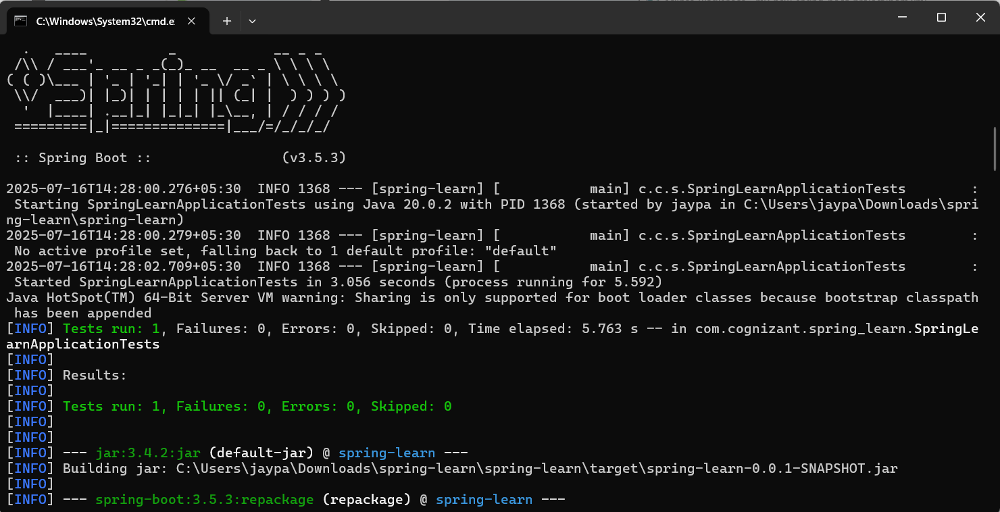 C:\Windows\System32\cmd.e
  .   ____          _            __ _ _
 /\\ / ___'_ __ _ _(_)_ __  __ _ \ \ \ \
( ( )\___ | '_ | '_| | '_ \/ _` | \ \ \ \
 \\/  ___)| |_)| | | | | || (_| |  ) ) ) )
  '  |____| .__|_| |_|_| |_\__, | / / / /
 =========|_|==============|___/=/_/_/_/
 :: Spring Boot ::                (v3.5.3)
2025-07-16T14:28:00.276+05:30  INFO 1368 --- [spring-learn] [           main] c.c.s.SpringLearnApplicationTests        :
 Starting SpringLearnApplicationTests using Java 20.0.2 with PID 1368 (started by jaypa in C:\Users\jaypa\Downloads\spri
ng-learn\spring-learn)
2025-07-16T14:28:00.279+05:30  INFO 1368 --- [spring-learn] [           main] c.c.s.SpringLearnApplicationTests        :
 No active profile set, falling back to 1 default profile: "default"
2025-07-16T14:28:02.709+05:30  INFO 1368 --- [spring-learn] [           main] c.c.s.SpringLearnApplicationTests        :
 Started SpringLearnApplicationTests in 3.056 seconds (process running for 5.592)
Java HotSpot(TM) 64-Bit Server VM warning: Sharing is only supported for boot loader classes because bootstrap classpath
 has been appended
[INFO] Tests run: 1, Failures: 0, Errors: 0, Skipped: 0, Time elapsed: 5.763 s -- in com.cognizant.spring_learn.SpringLe
arnApplicationTests
[INFO]
[INFO] Results:
[INFO]
[INFO] Tests run: 1, Failures: 0, Errors: 0, Skipped: 0
[INFO]
[INFO]
[INFO] --- jar:3.4.2:jar (default-jar) @ spring-learn ---
[INFO] Building jar: C:\Users\jaypa\Downloads\spring-learn\spring-learn\target\spring-learn-0.0.1-SNAPSHOT.jar
[INFO]
[INFO] --- spring-boot:3.5.3:repackage (repackage) @ spring-learn ---